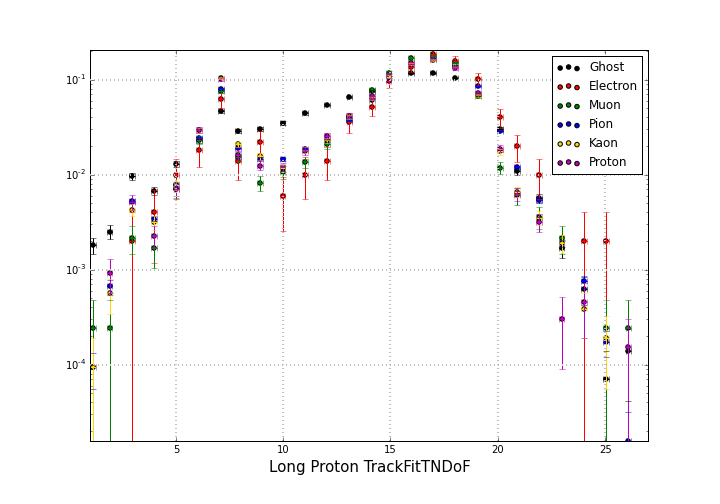 10⁻¹
10⁻²
10⁻³
10⁻⁴
Ghost
Electron
Muon
Pion
Kaon
Proton
5 10 15 20 25
Long Proton TrackFitTNDoF